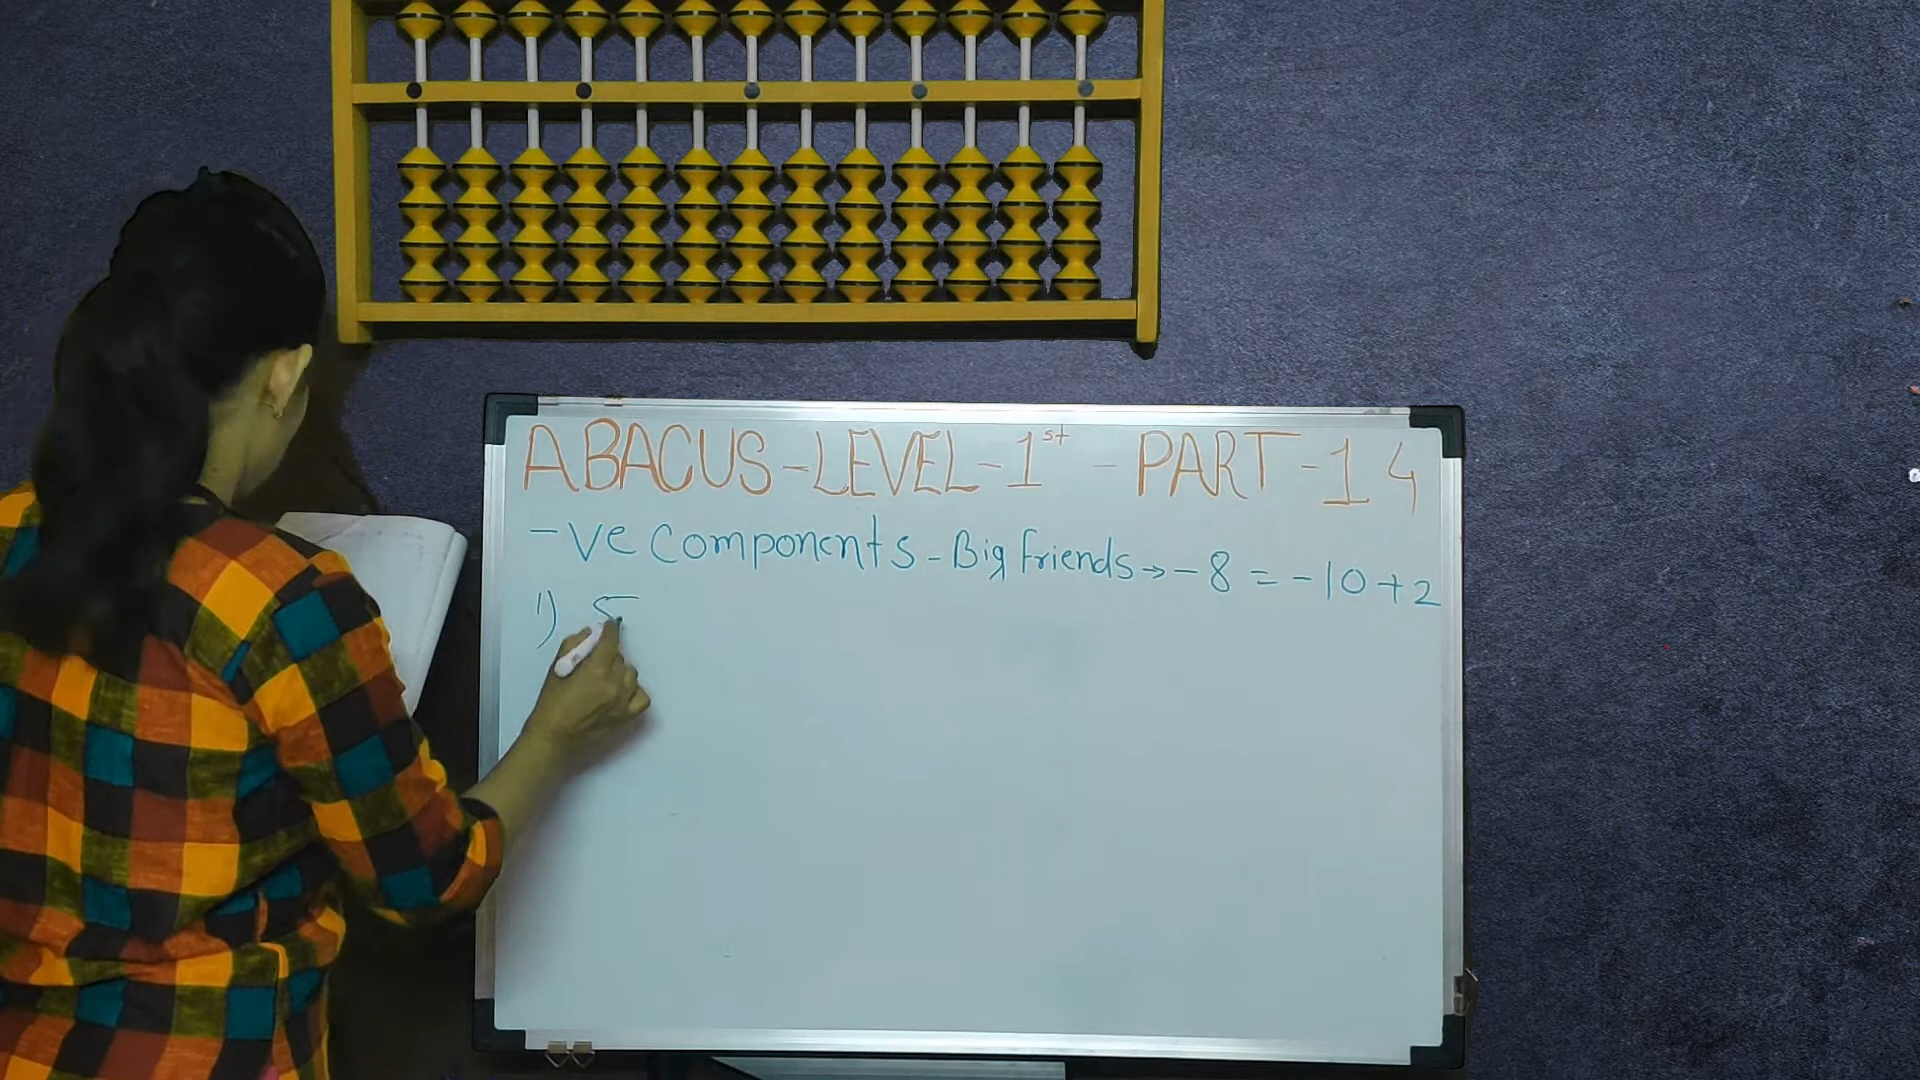 ABACUS-LEVEL-1st - PART-14
-ve Components - Big friends → -8 = -10+2
1) 5